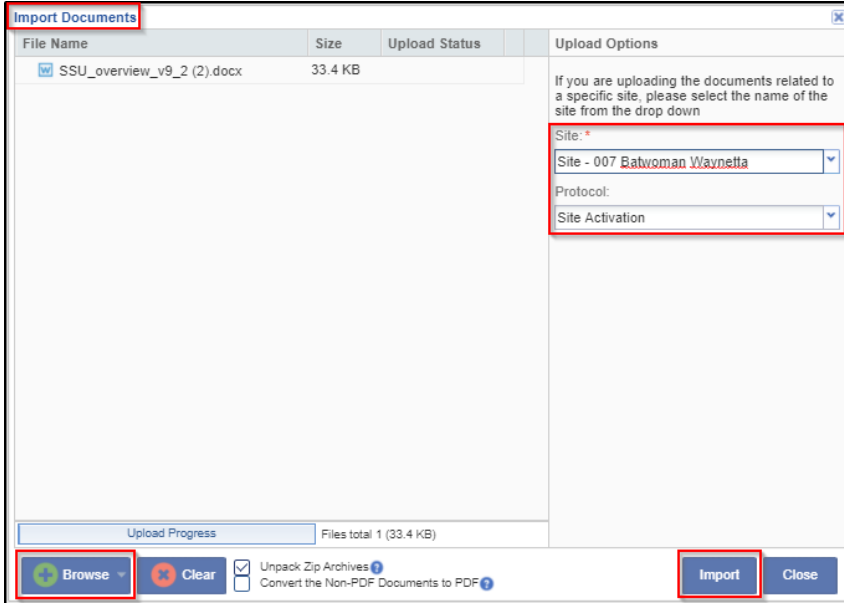 Import Documents
File Name Size Upload Status
SSU_overview_v9_2 (2).docx 33.4 KB
Upload Options
If you are uploading the documents related to
a specific site, please select the name of the
site from the drop down
Site: *
Site - 007 Batwoman Waynetta
Protocol:
Site Activation
Upload Progress Files total 1 (33.4 KB)
Browse Clear Unpack Zip Archives ?
Convert the Non-PDF Documents to PDF ?
Import Close